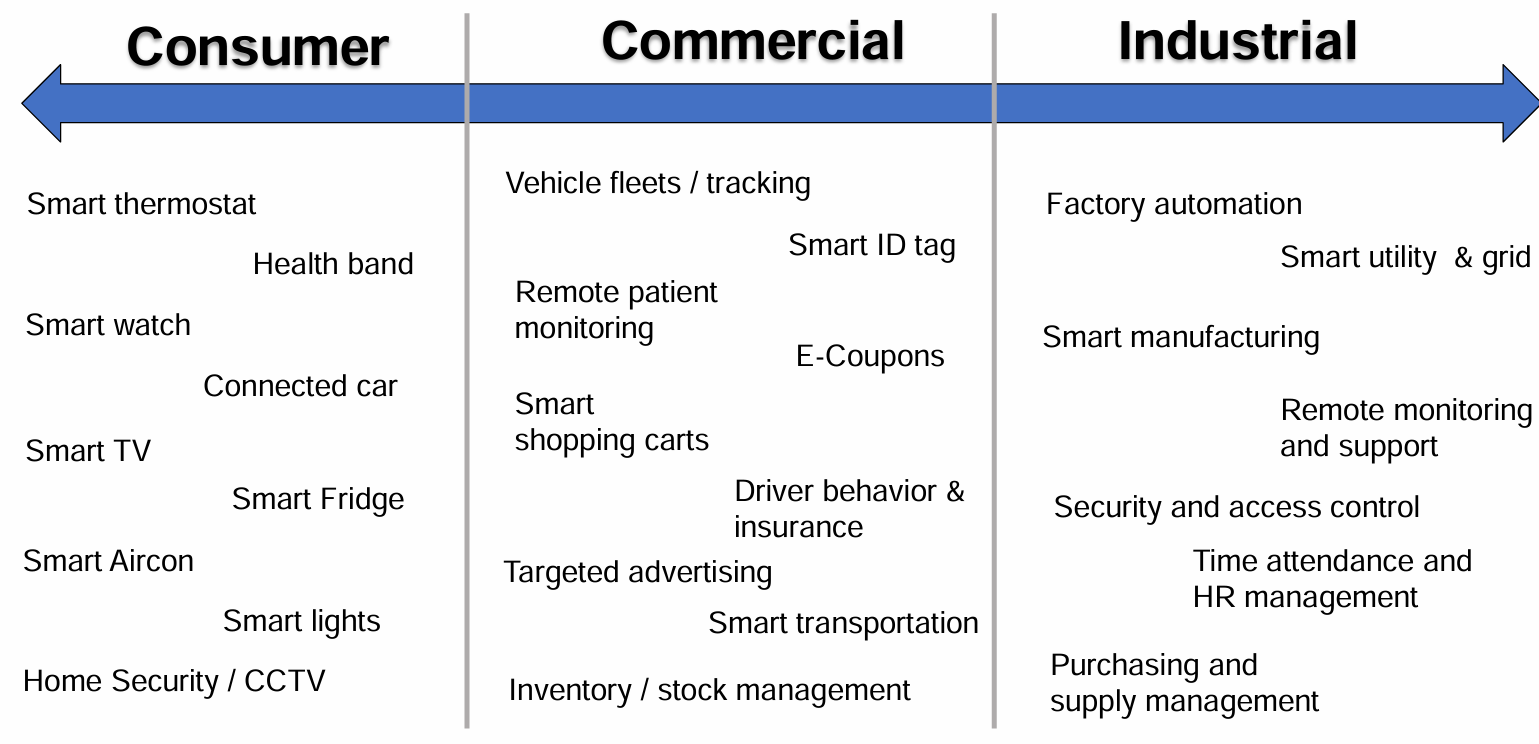 Consumer
Smart thermostat
Health band
Smart watch
Connected car
Smart TV
Smart Fridge
Smart Aircon
Smart lights
Home Security / CCTV
Commercial
Vehicle fleets / tracking
Smart ID tag
Remote patient
monitoring
E-Coupons
Smart
shopping carts
Driver behavior &
insurance
Targeted advertising
Smart transportation
Inventory / stock management
Industrial
Factory automation
Smart utility  & grid
Smart manufacturing
Remote monitoring
and support
Security and access control
Time attendance and
HR management
Purchasing and
supply management